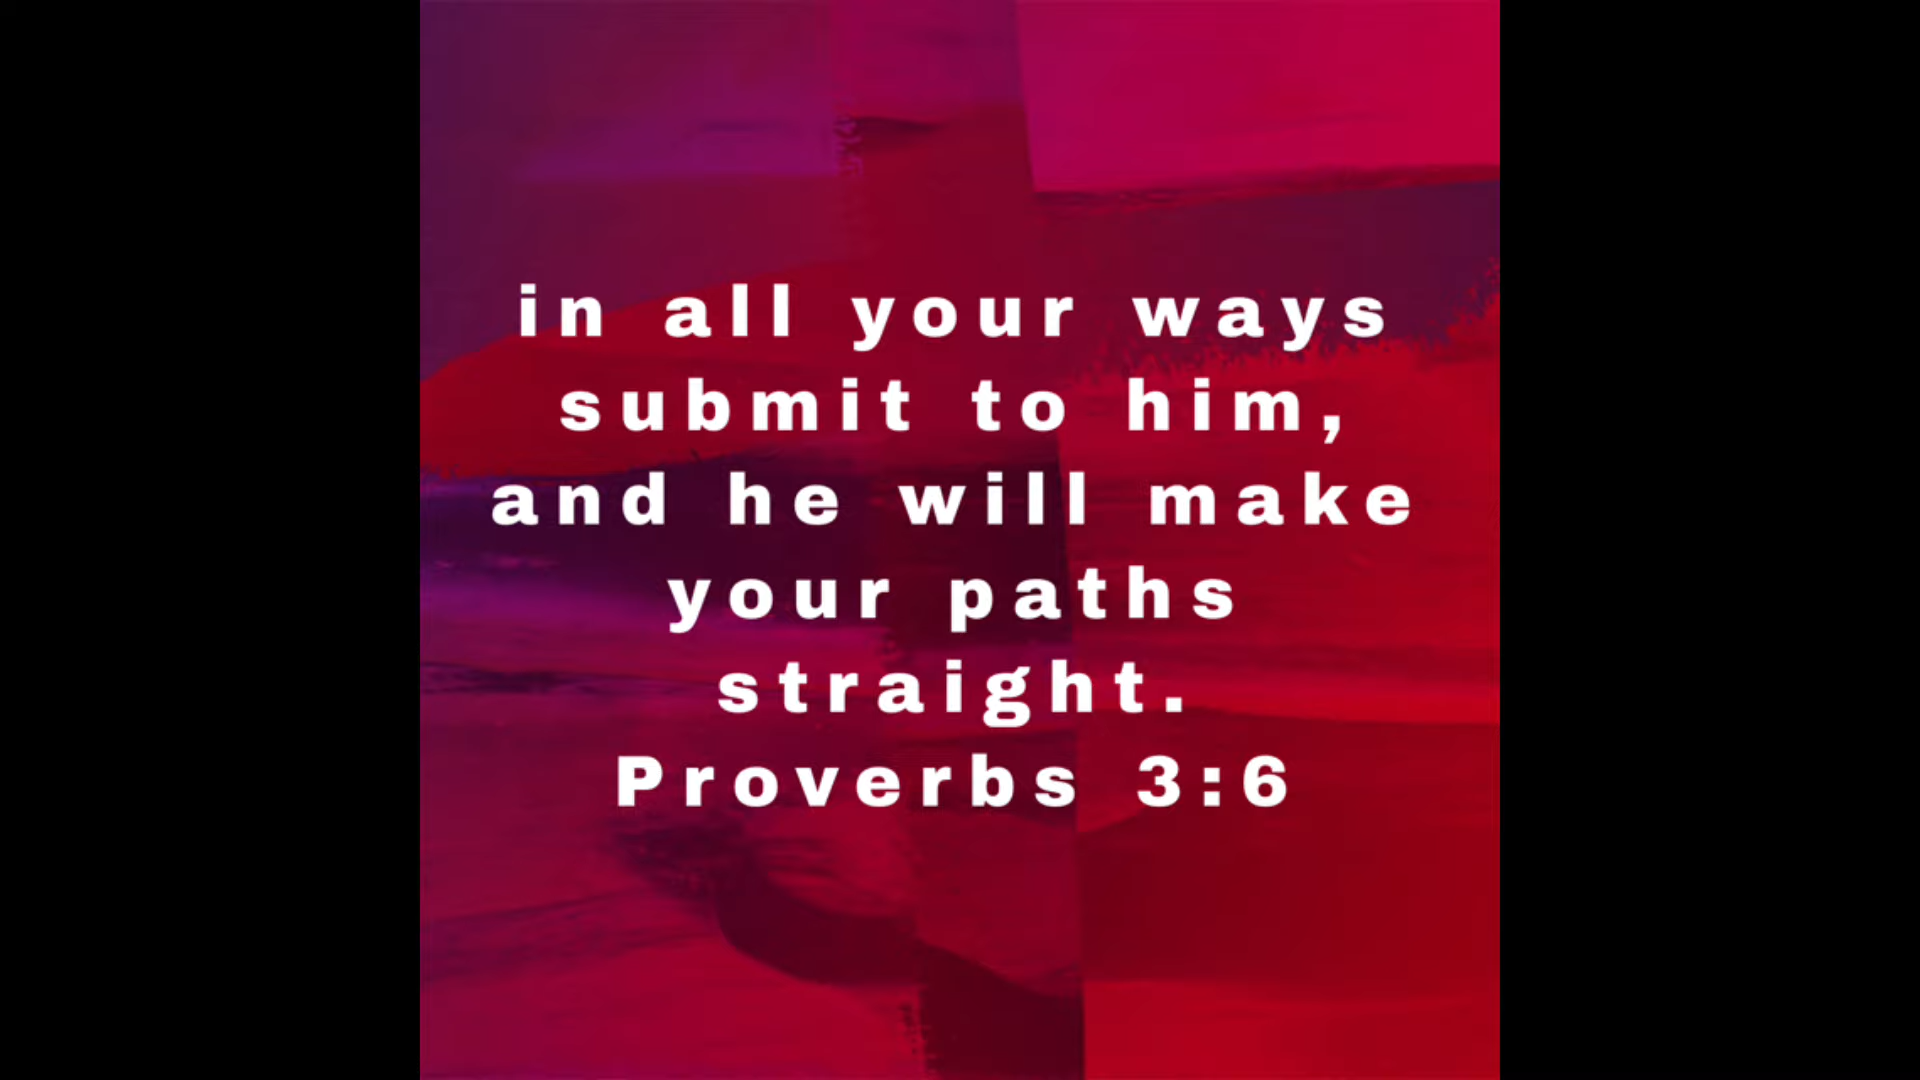 in all your ways
submit to him,
and he will make
your paths
straight.
Proverbs 3:6